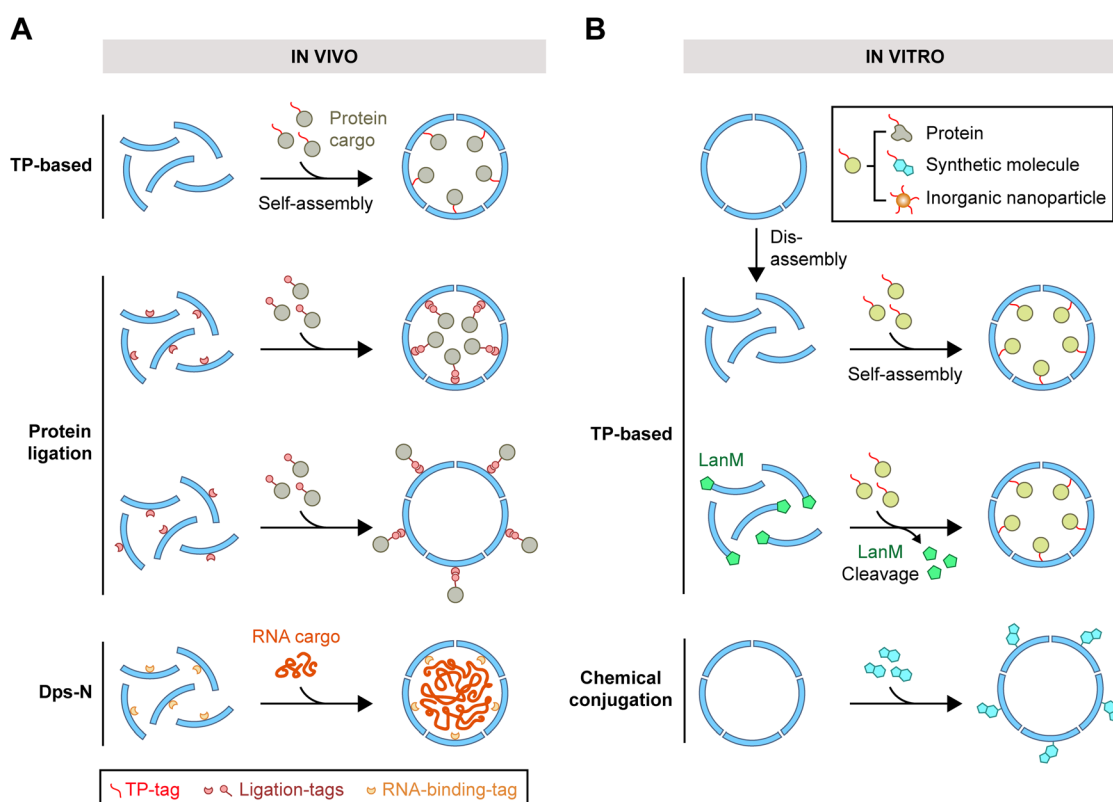 A
IN VIVO
TP-based
Protein
cargo
Self-assembly
Protein
ligation
RNA cargo
Dps-N
TP-tag
Ligation-tags
RNA-binding-tag
B
IN VITRO
Protein
Synthetic molecule
Inorganic nanoparticle
Dis-
assembly
Self-assembly
TP-based
LanM
LanM
Cleavage
Chemical
conjugation